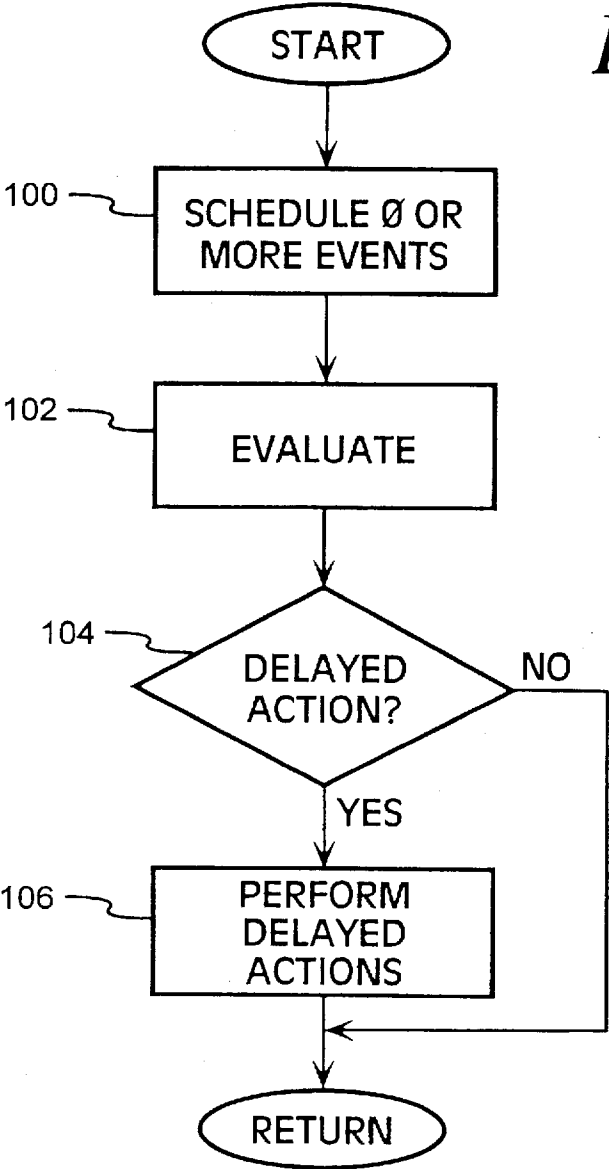 START
100
SCHEDULE Ø OR
MORE EVENTS
102
EVALUATE
104
DELAYED
ACTION?
NO
YES
106
PERFORM
DELAYED
ACTIONS
RETURN